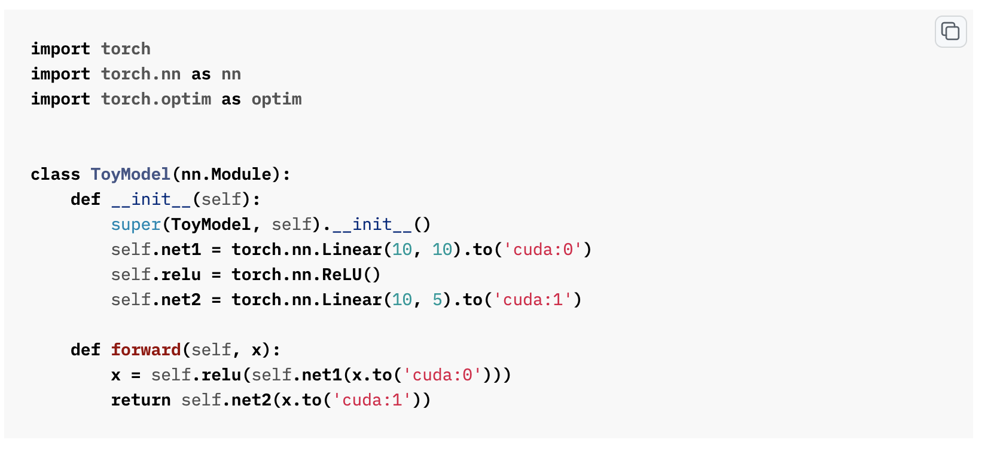 import torch
import torch.nn as nn
import torch.optim as optim
class ToyModel(nn.Module):
    def __init__(self):
        super(ToyModel, self).__init__()
        self.net1 = torch.nn.Linear(10, 10).to('cuda:0')
        self.relu = torch.nn.ReLU()
        self.net2 = torch.nn.Linear(10, 5).to('cuda:1')
    def forward(self, x):
        x = self.relu(self.net1(x.to('cuda:0')))
        return self.net2(x.to('cuda:1'))